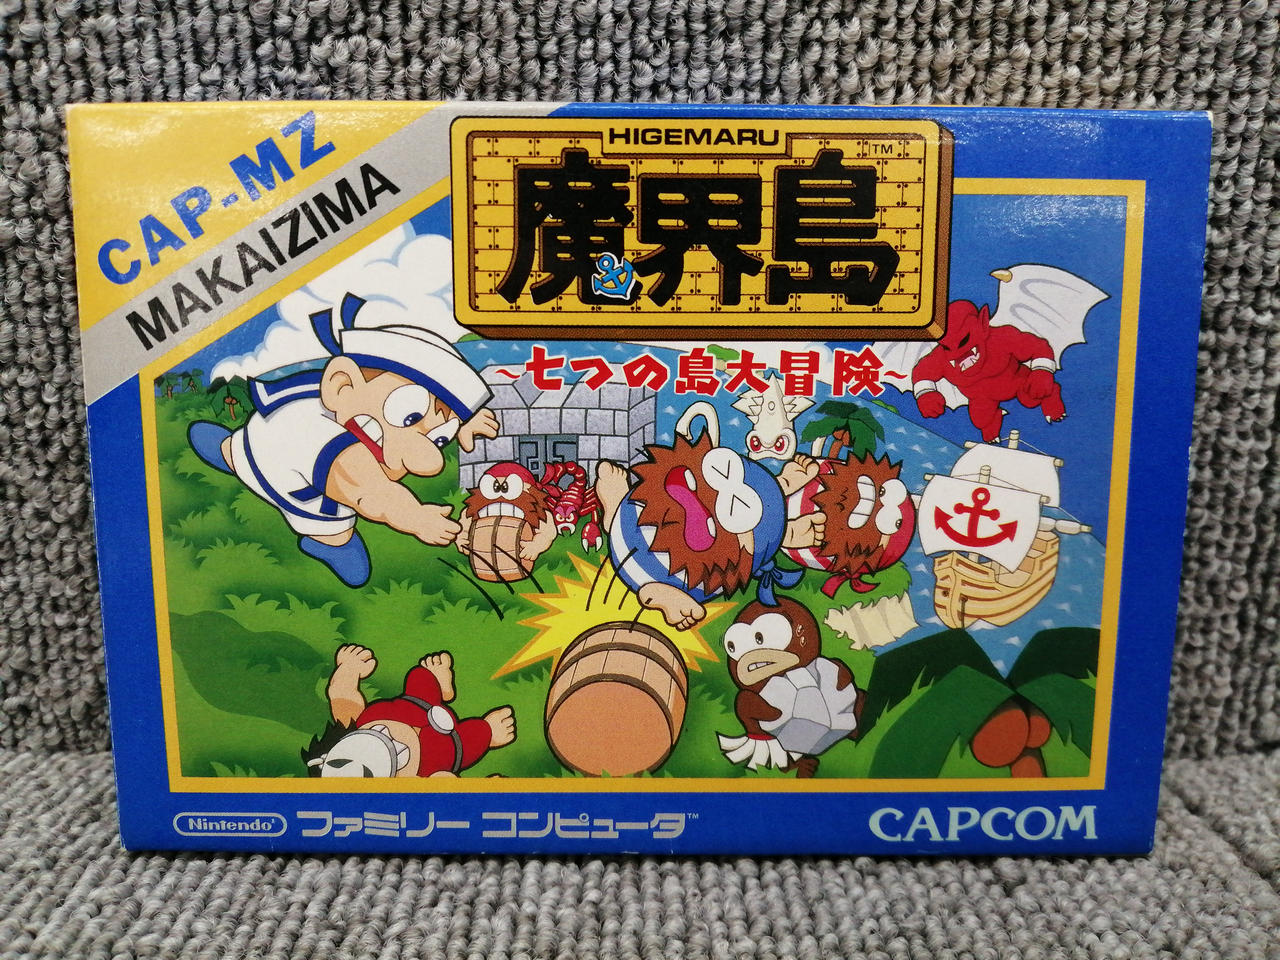 CAP-MZ
MAKAIZIMA
HIGEMARU
魔界島 TM
~七つの島大冒険~
Nintendo ファミリー コンピュータ TM
CAPCOM